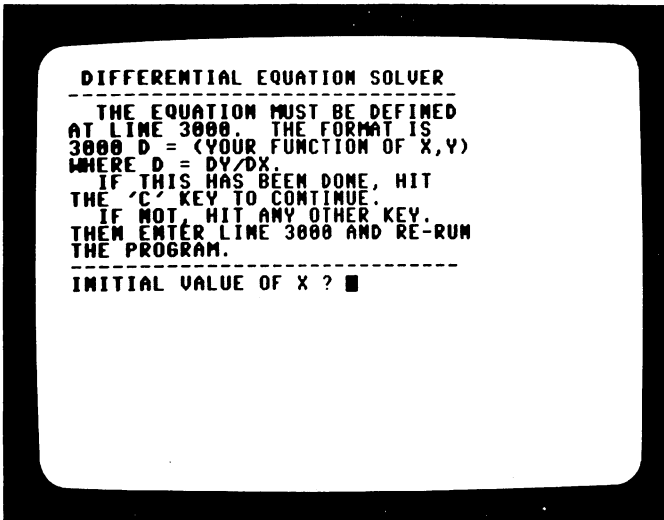 DIFFERENTIAL EQUATION SOLVER
--------------------------------
THE EQUATION MUST BE DEFINED
AT LINE 3000. THE FORMAT IS
3000 D = (YOUR FUNCTION OF X,Y)
WHERE D = DY/DX.
IF THIS HAS BEEN DONE, HIT
THE 'C' KEY TO CONTINUE.
IF NOT, HIT ANY OTHER KEY.
THEN ENTER LINE 3000 AND RE-RUN
THE PROGRAM.
--------------------------------
INITIAL VALUE OF X ?